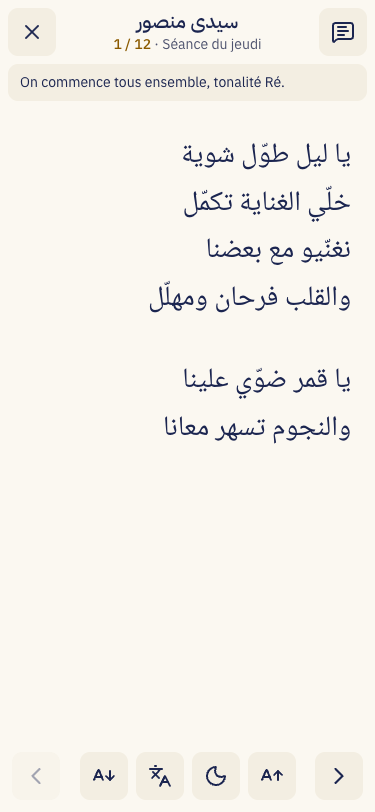 سيدي منصور
1 / 12 · Séance du jeudi
On commence tous ensemble, tonalité Ré.
يا ليل طوّل شوية
خلّي الغناية تكمّل
نغنّيو مع بعضنا
والقلب فرحان ومهلّل
يا قمر ضوّي علينا
والنجوم تسهر معانا
A↓
A↑